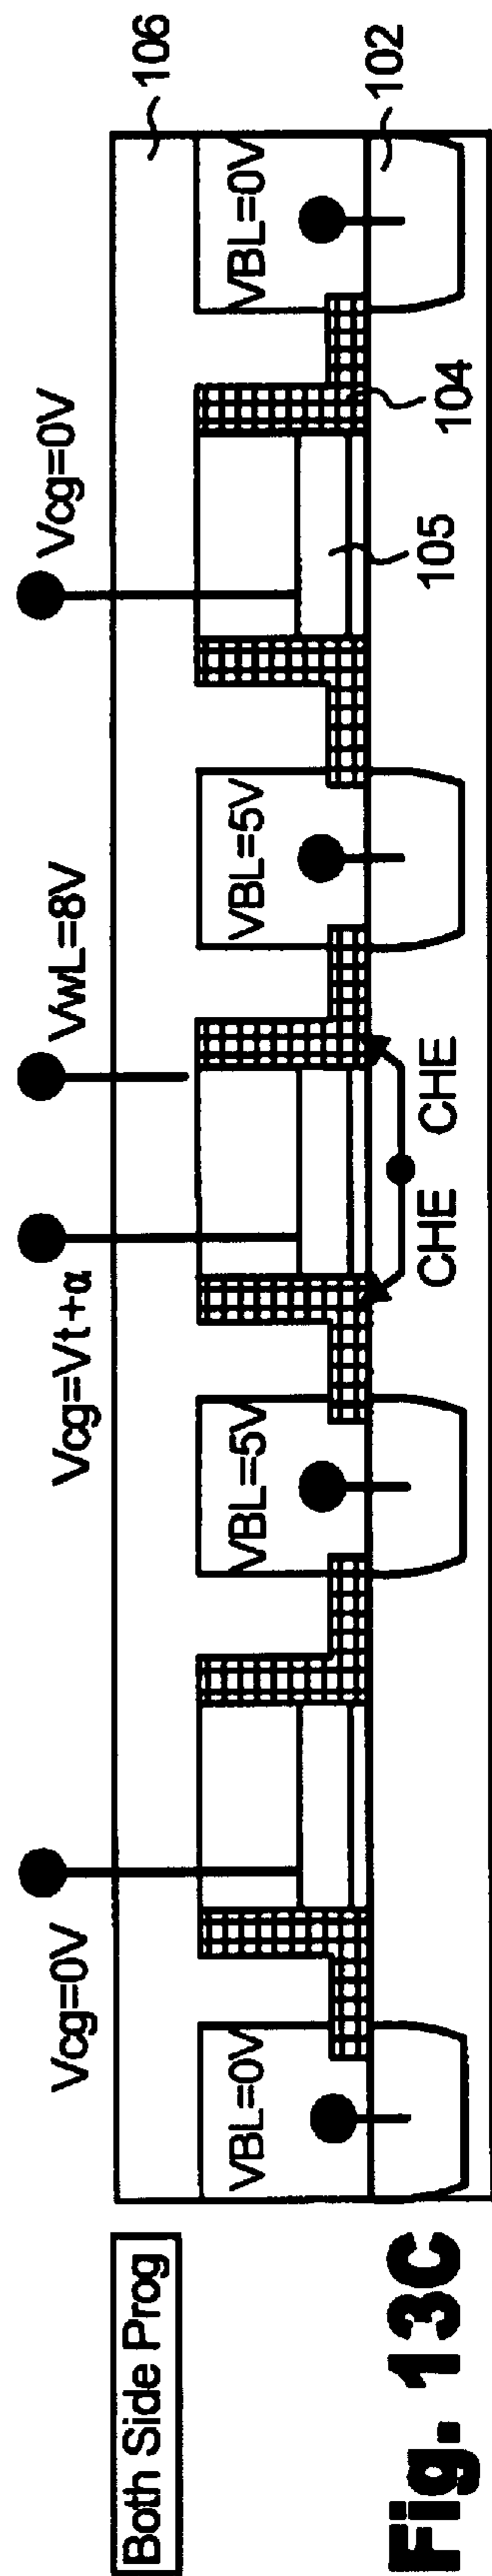 Both Side Prog
Vcg=0V
Vcg=Vt+α
VwL=8V
Vcg=0V
106
VBL=0V
VBL=5V
VBL=5V
VBL=0V
102
CHE
CHE
105
104
Fig. 13C